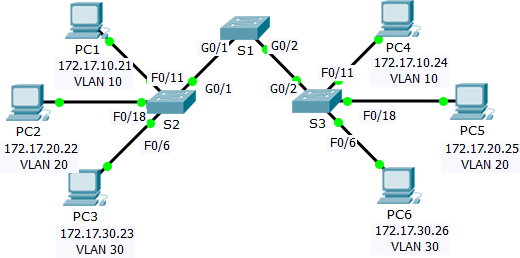 PC1
172.17.10.21
VLAN 10
F0/11
G0/1
S1
G0/2
G0/1
PC4
172.17.10.24
VLAN 10
F0/11
G0/2
PC2
172.17.20.22
VLAN 20
F0/18
S2
F0/6
S3
F0/18
F0/6
PC5
172.17.20.25
VLAN 20
PC3
172.17.30.23
VLAN 30
PC6
172.17.30.26
VLAN 30